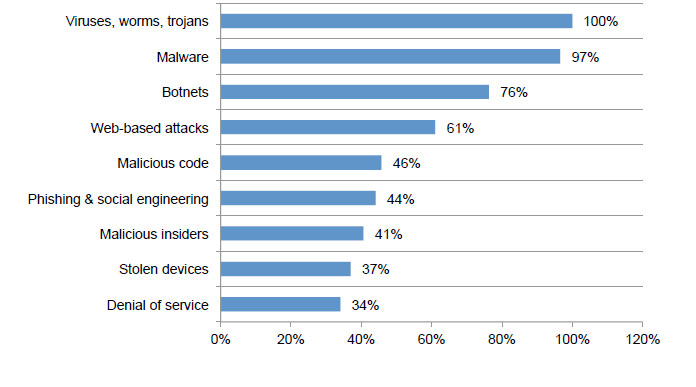 Viruses, worms, trojans 100%
Malware 97%
Botnets 76%
Web-based attacks 61%
Malicious code 46%
Phishing & social engineering 44%
Malicious insiders 41%
Stolen devices 37%
Denial of service 34%
0% 20% 40% 60% 80% 100% 120%